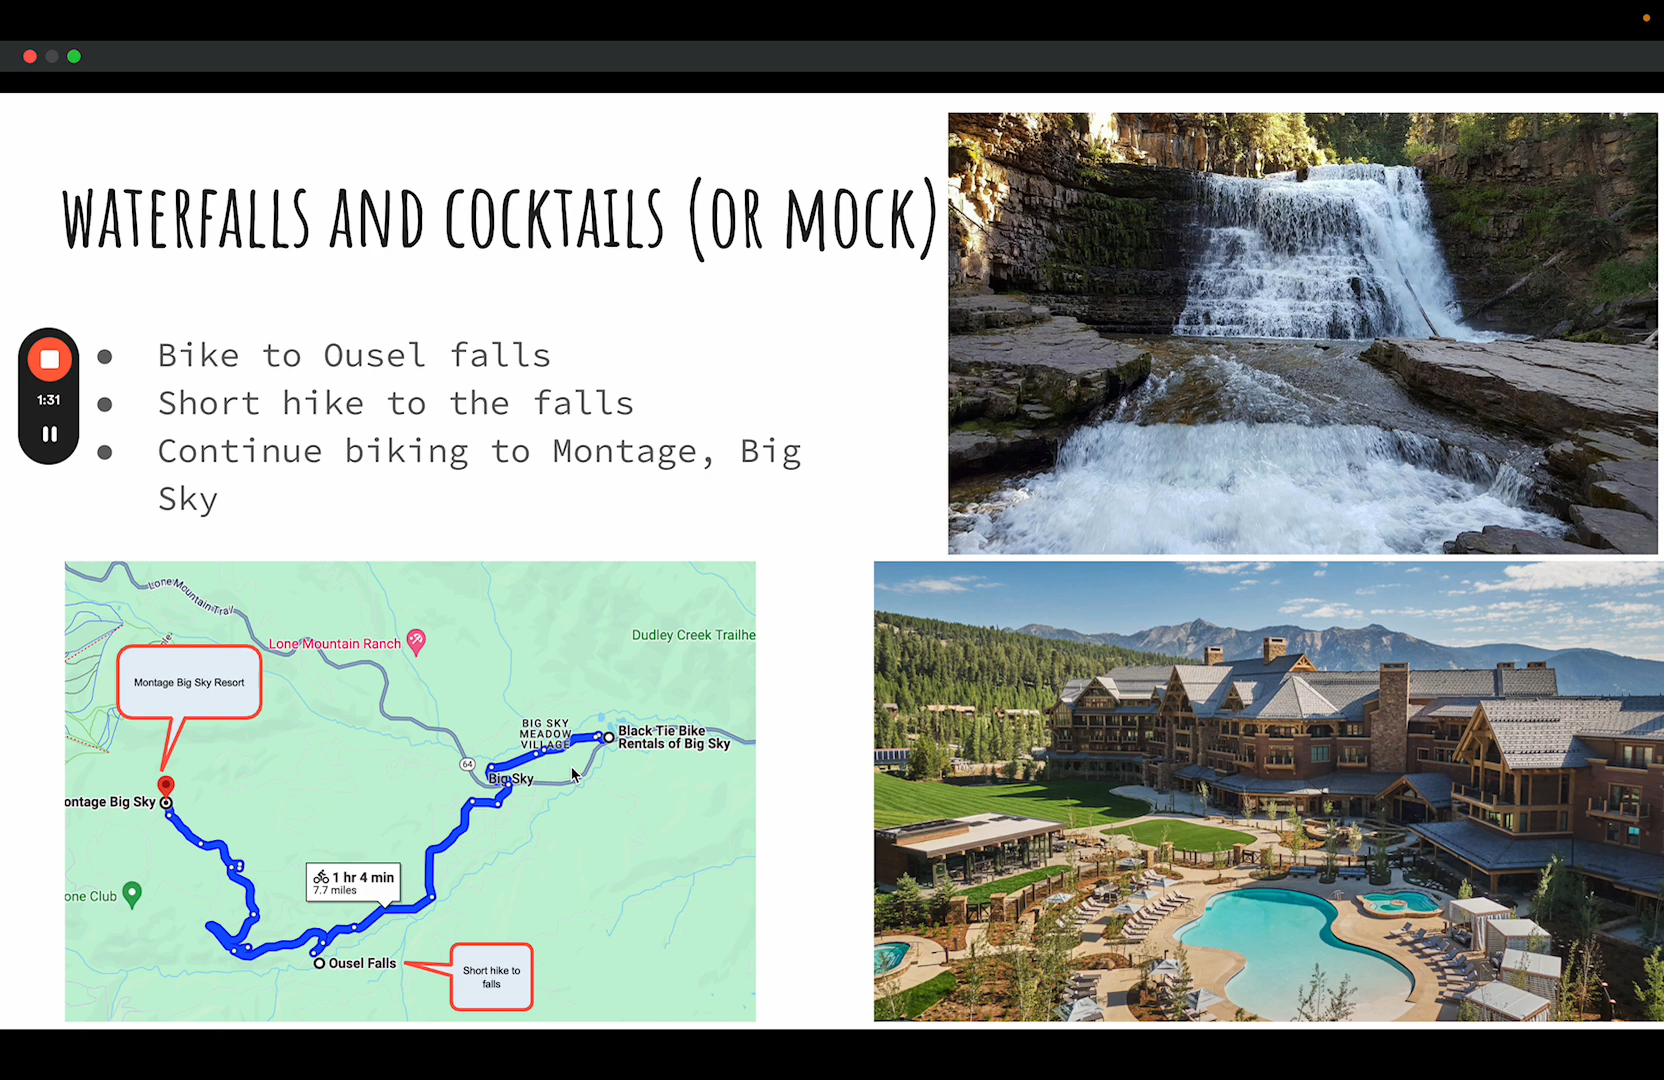 WATERFALLS AND COCKTAILS (OR MOCK)
1:31
Bike to Ousel falls
Short hike to the falls
Continue biking to Montage, Big
Sky
Lone Mountain Trail
Lone Mountain Ranch
Dudley Creek Trailhe
Montage Big Sky Resort
BIG SKY
MEADOW
VILLAGE
Black Tie Bike
Rentals of Big Sky
64
Big Sky
ontage Big Sky
1 hr 4 min
7.7 miles
one Club
Ousel Falls
Short hike to
falls